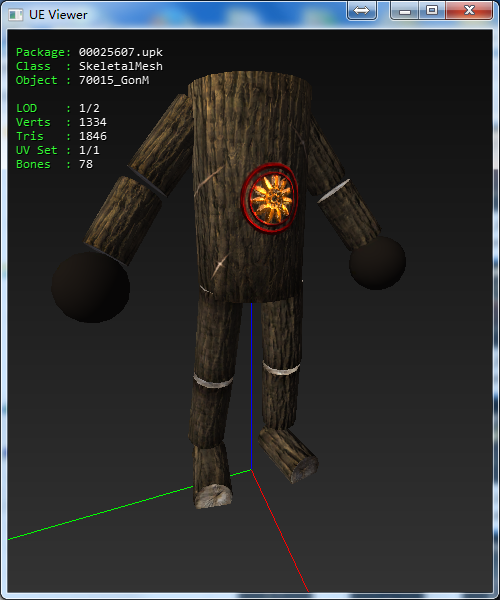 UE Viewer
Package: 00025607.upk
Class : SkeletalMesh
Object : 70015_GonM
LOD : 1/2
Verts : 1334
Tris : 1846
UV Set : 1/1
Bones : 78